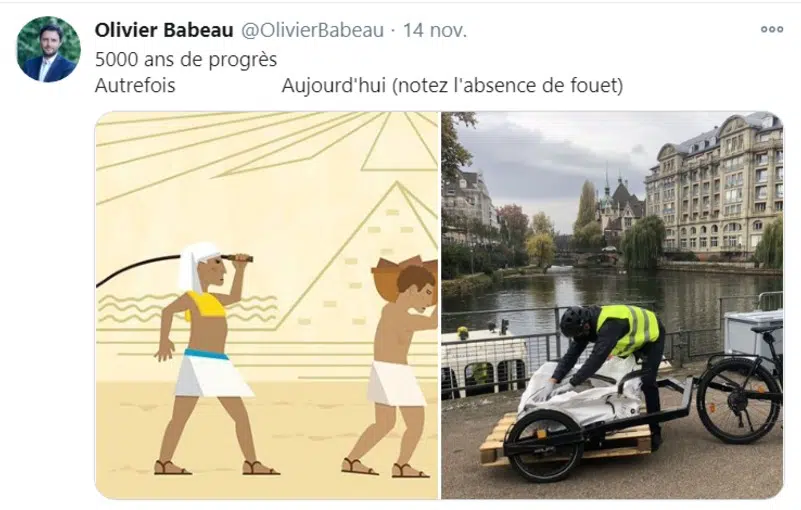 Olivier Babeau @OlivierBabeau · 14 nov.
5000 ans de progrès
Autrefois Aujourd'hui (notez l'absence de fouet)